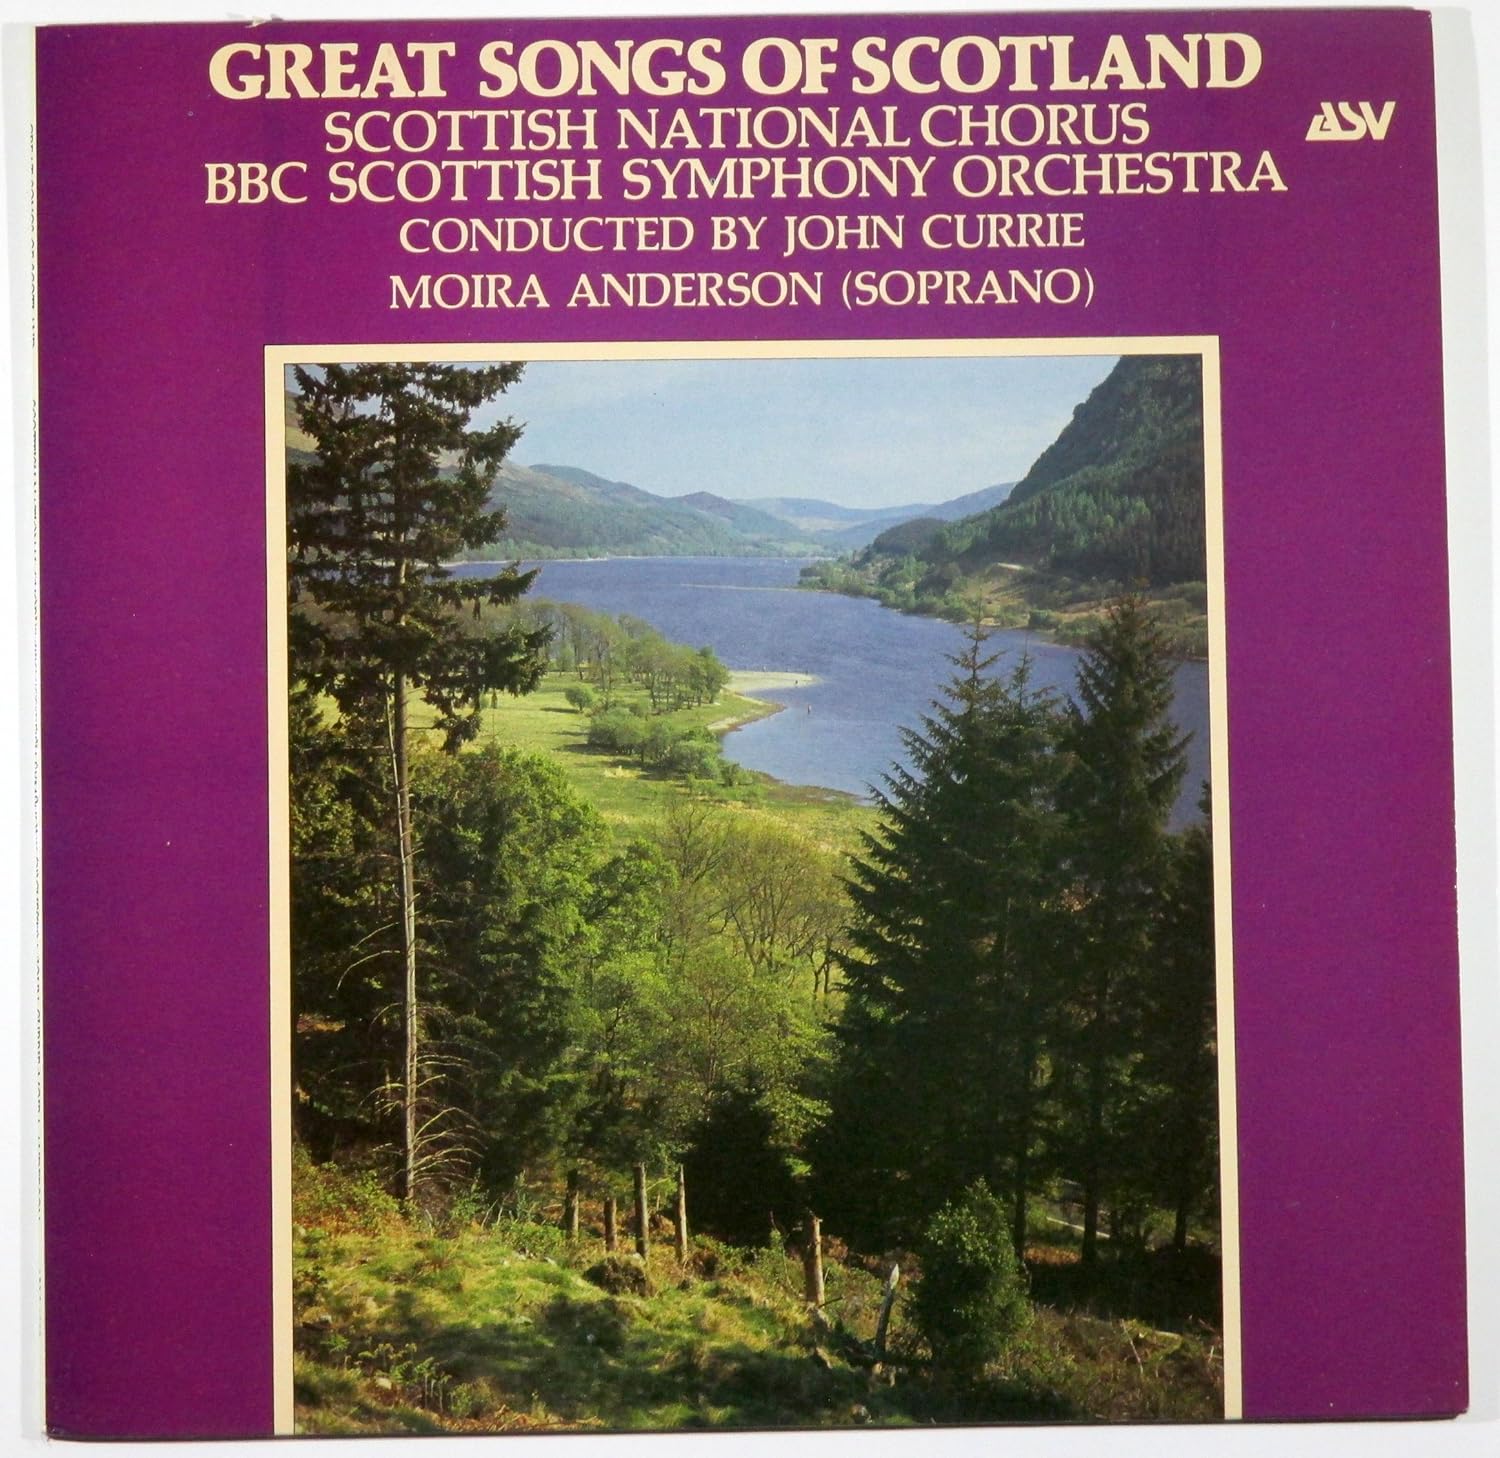 GREAT SONGS OF SCOTLAND
SCOTTISH NATIONAL CHORUS
BBC SCOTTISH SYMPHONY ORCHESTRA
CONDUCTED BY JOHN CURRIE
MOIRA ANDERSON (SOPRANO)
ASV